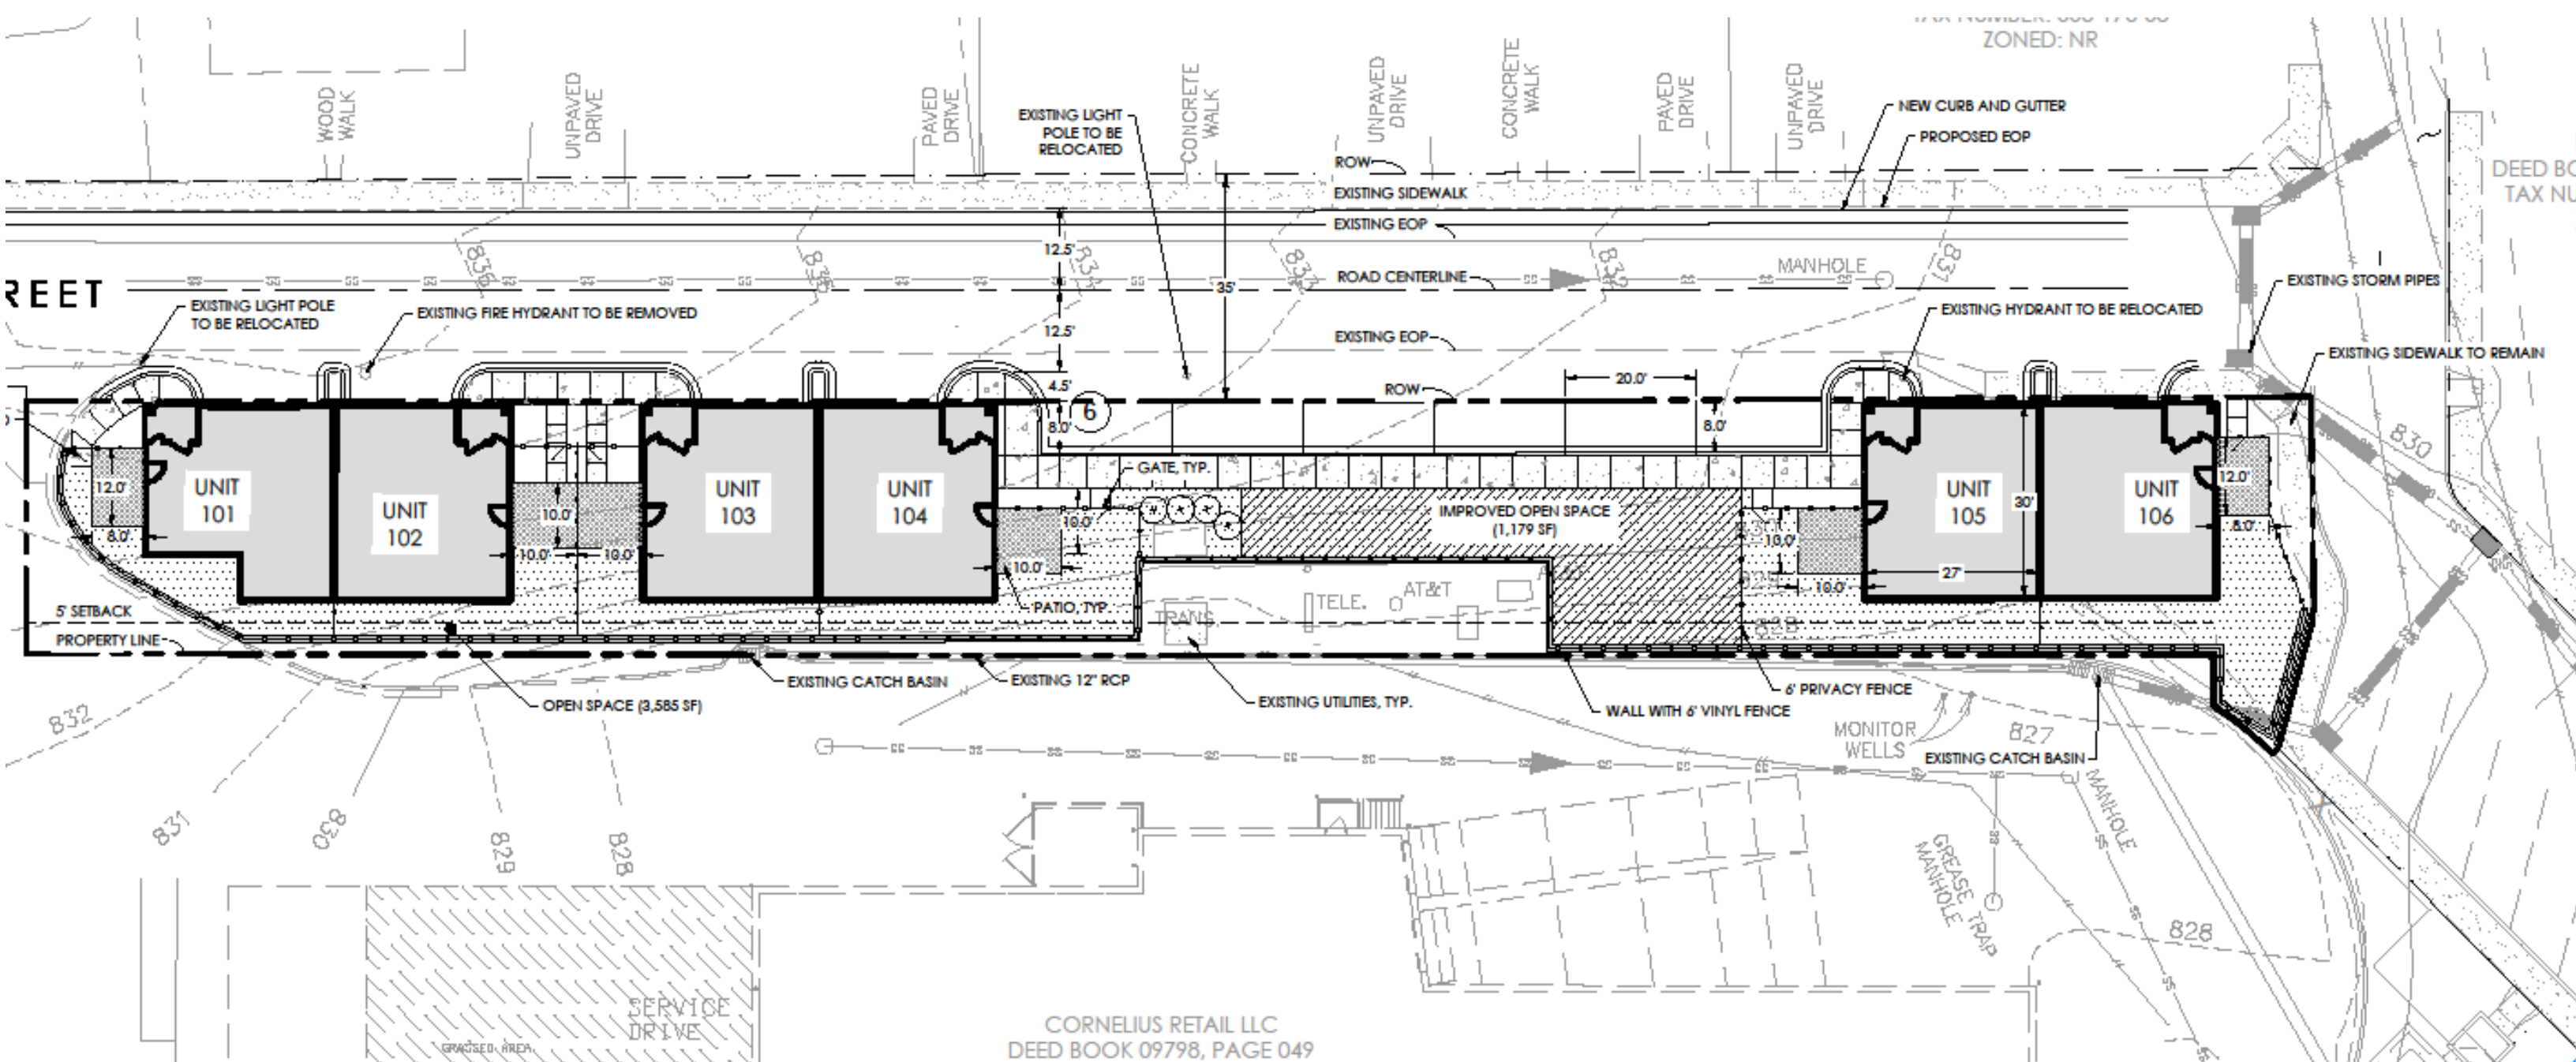 ZONED: NR
WOOD
WALK
UNPAVED
DRIVE
PAVED
DRIVE
EXISTING LIGHT
POLE TO BE
RELOCATED
CONCRETE
WALK
UNPAVED
DRIVE
CONCRETE
WALK
PAVED
DRIVE
UNPAVED
DRIVE
NEW CURB AND GUTTER
PROPOSED EOP
ROW
EXISTING SIDEWALK
EXISTING EOP
DEED BO
TAX NU
12.5'
35'
836
831
MANHOLE
ROAD CENTERLINE
REET
EXISTING LIGHT POLE
TO BE RELOCATED
EXISTING FIRE HYDRANT TO BE REMOVED
12.5'
EXISTING EOP
EXISTING HYDRANT TO BE RELOCATED
EXISTING STORM PIPES
EXISTING SIDEWALK TO REMAIN
4.5'
6
8.0'
ROW
20.0'
8.0'
830
UNIT
101
UNIT
102
UNIT
103
UNIT
104
UNIT
105
UNIT
106
12.0'
8.0'
10.0'
10.0'
10.0'
GATE, TYP.
10.0'
10.0'
PATIO, TYP.
IMPROVED OPEN SPACE
(1,179 SF)
10.0'
10.0'
30'
27'
12.0'
8.0'
TRANS.
TELE.
AT&T
828
5' SETBACK
PROPERTY LINE
OPEN SPACE (3,585 SF)
EXISTING CATCH BASIN
EXISTING 12" RCP
EXISTING UTILITIES, TYP.
WALL WITH 6' VINYL FENCE
6' PRIVACY FENCE
MONITOR
WELLS
827
EXISTING CATCH BASIN
MANHOLE
832
831
830
829
828
GREASE TRAP
MANHOLE
828
SERVICE
DRIVE
GRASSED AREA
CORNELIUS RETAIL LLC
DEED BOOK 09798, PAGE 049